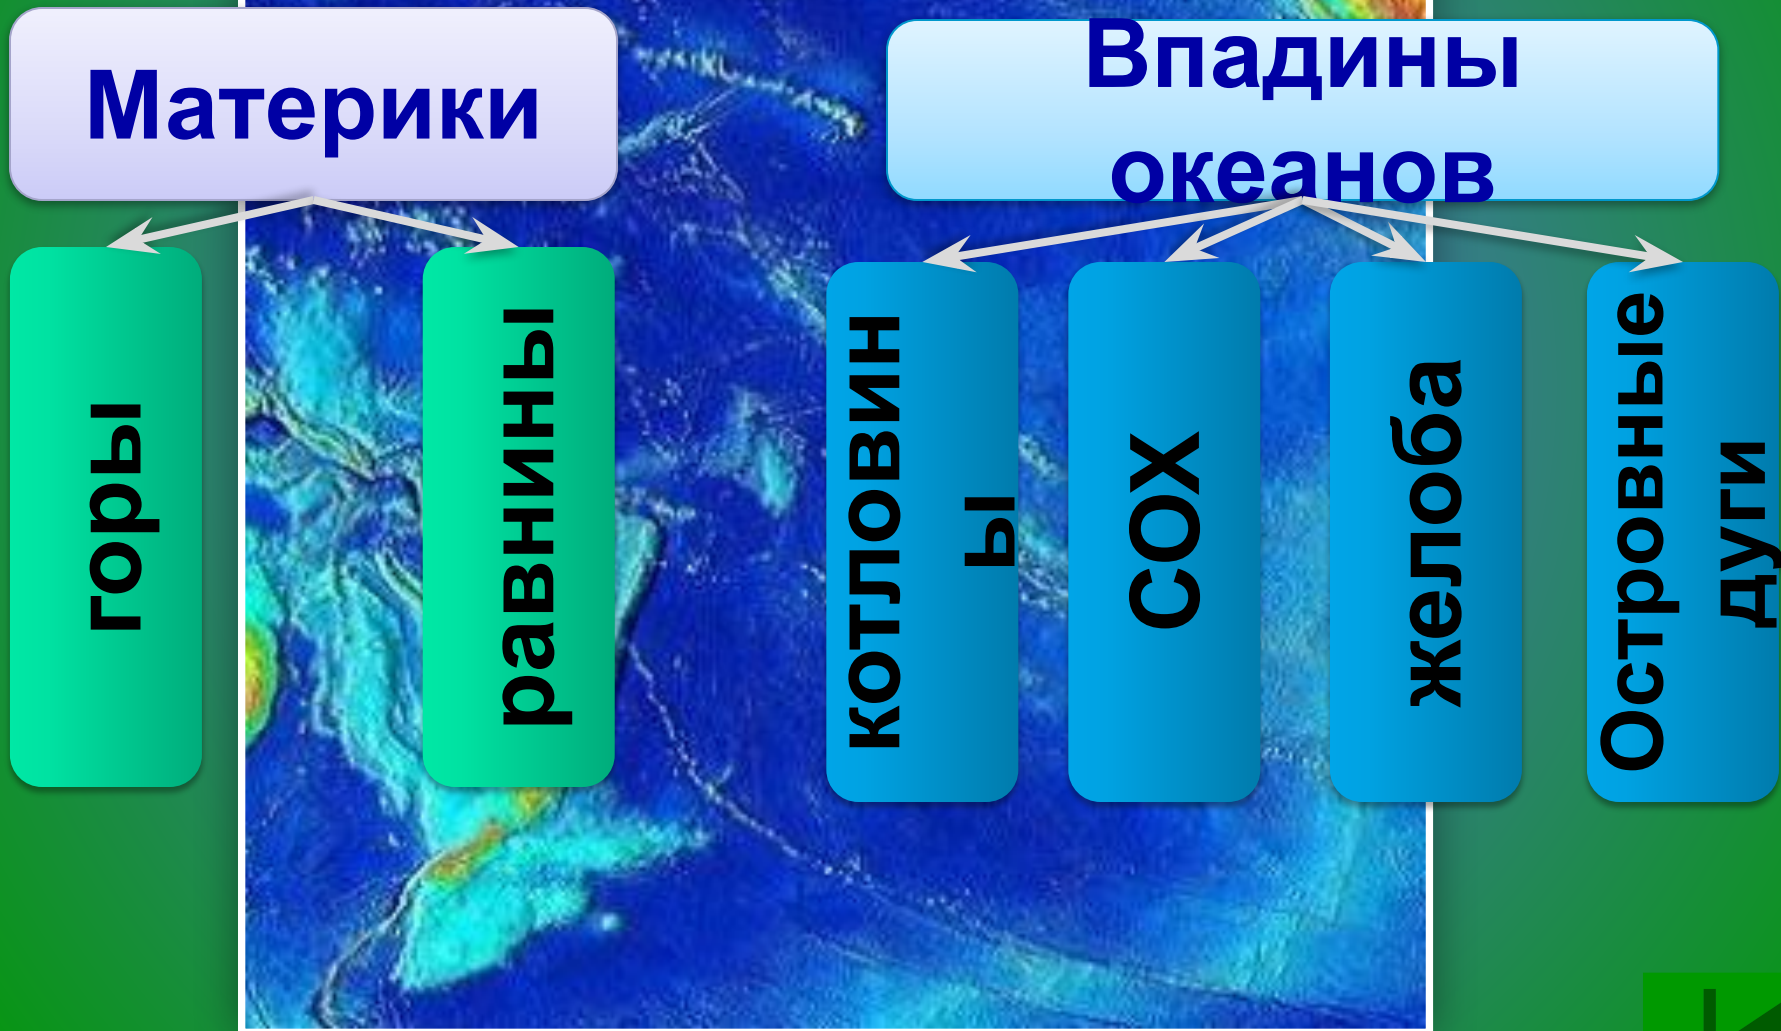 Материки
Впадины
океанов
горы
равнины
котловин
ы
СОХ
желоба
Островные
дуги